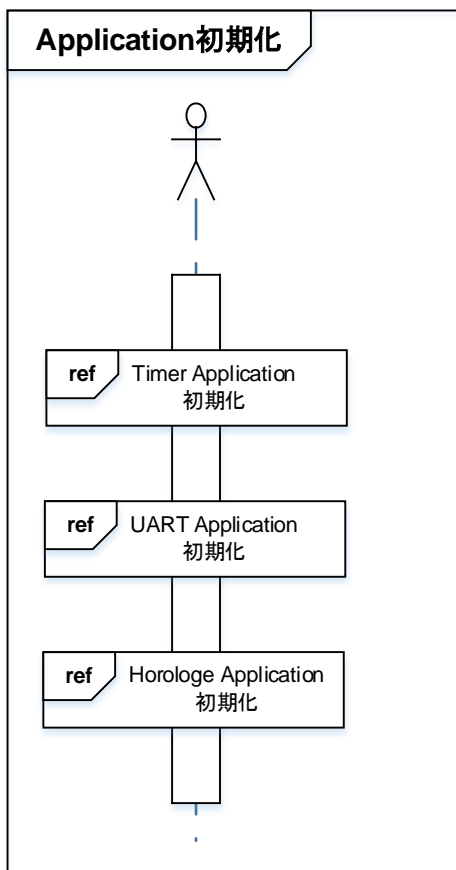 Application初期化
ref
Timer Application
初期化
ref
UART Application
初期化
ref
Horologe Application
初期化